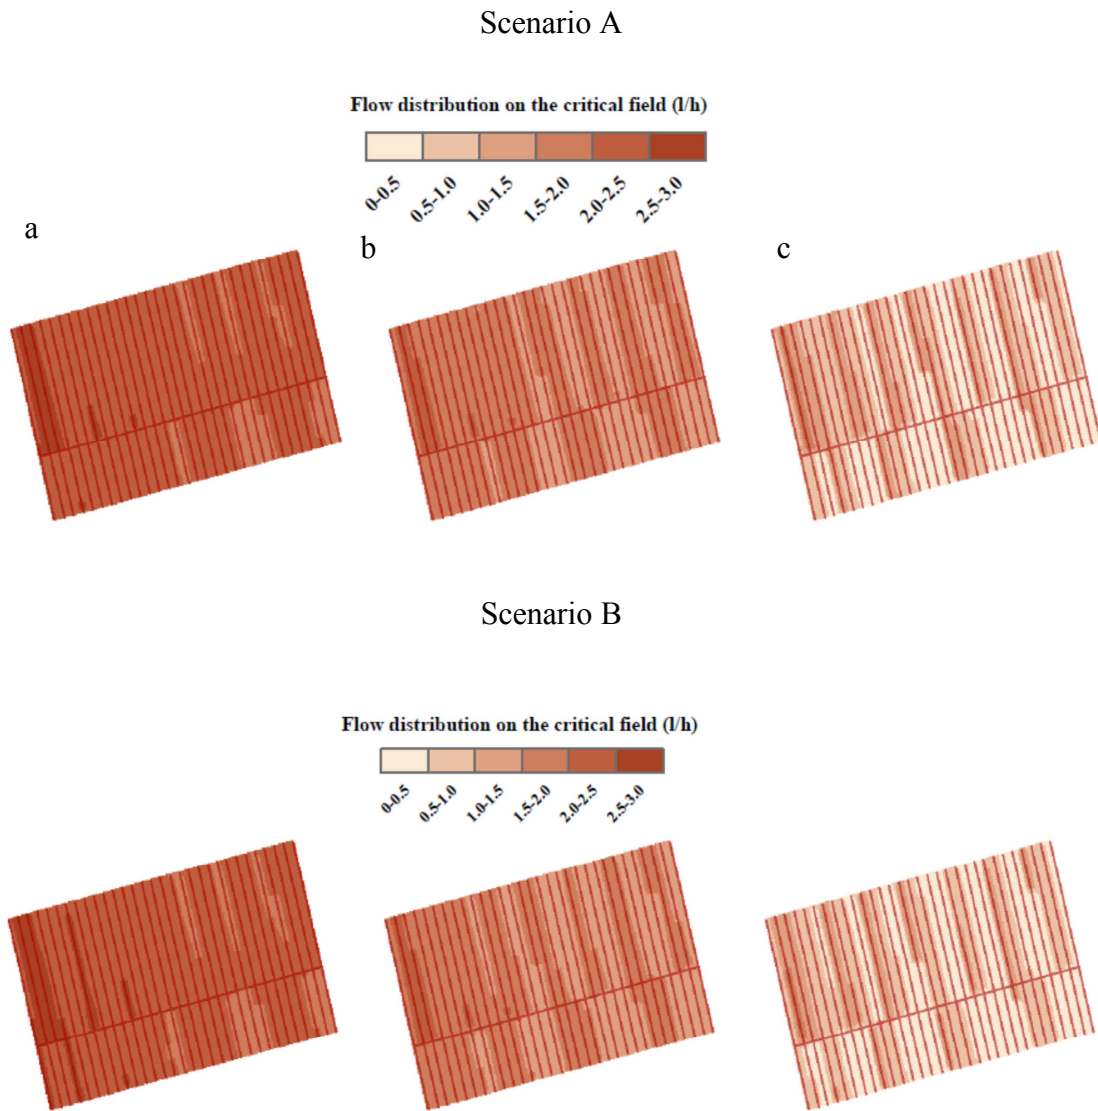 Scenario A
Flow distribution on the critical field (l/h)
0-0.5 0.5-1.0 1.0-1.5 1.5-2.0 2.0-2.5 2.5-3.0
a b c
Scenario B
Flow distribution on the critical field (l/h)
0-0.5 0.5-1.0 1.0-1.5 1.5-2.0 2.0-2.5 2.5-3.0